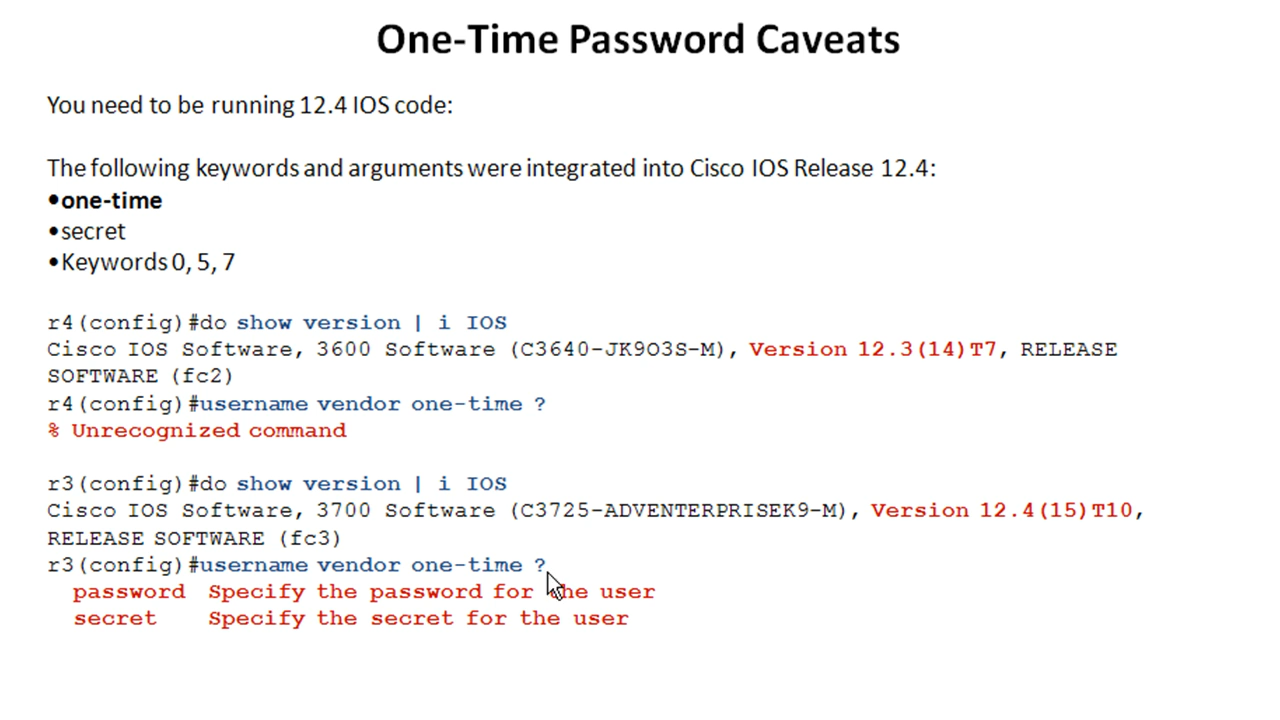 One-Time Password Caveats
You need to be running 12.4 IOS code:
The following keywords and arguments were integrated into Cisco IOS Release 12.4:
•one-time
•secret
•Keywords 0, 5, 7
r4(config)#do show version | i IOS
Cisco IOS Software, 3600 Software (C3640-JK9O3S-M), Version 12.3(14)T7, RELEASE
SOFTWARE (fc2)
r4(config)#username vendor one-time ?
% Unrecognized command
r3(config)#do show version | i IOS
Cisco IOS Software, 3700 Software (C3725-ADVENTERPRISEK9-M), Version 12.4(15)T10,
RELEASE SOFTWARE (fc3)
r3(config)#username vendor one-time ?
password Specify the password for the user
secret Specify the secret for the user